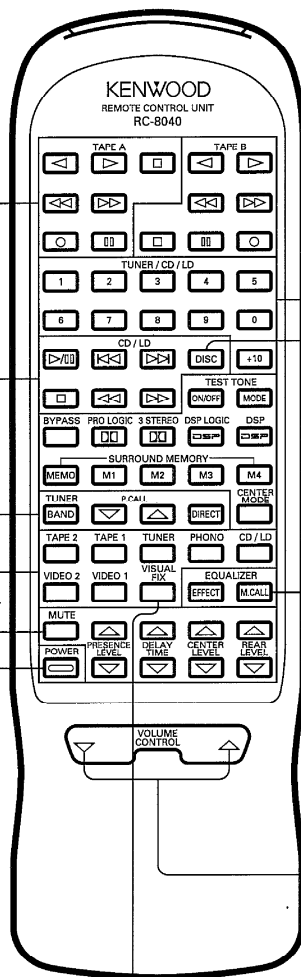 KENWOOD
REMOTE CONTROL UNIT
RC-8040
TAPE A TAPE B
TUNER / CD / LD
1 2 3 4 5
6 7 8 9 0
CD / LD
DISC +10
TEST TONE
ON/OFF MODE
BYPASS PRO LOGIC 3 STEREO DSP LOGIC DSP
DSP DSP
SURROUND MEMORY
MEMO M1 M2 M3 M4
TUNER P.CALL CENTER MODE
BAND DIRECT
TAPE 2 TAPE 1 TUNER PHONO CD / LD
VIDEO 2 VIDEO 1 VISUAL FIX EQUALIZER
EFFECT M.CALL
MUTE
POWER PRESENCE LEVEL DELAY TIME CENTER LEVEL REAR LEVEL
VOLUME
CONTROL